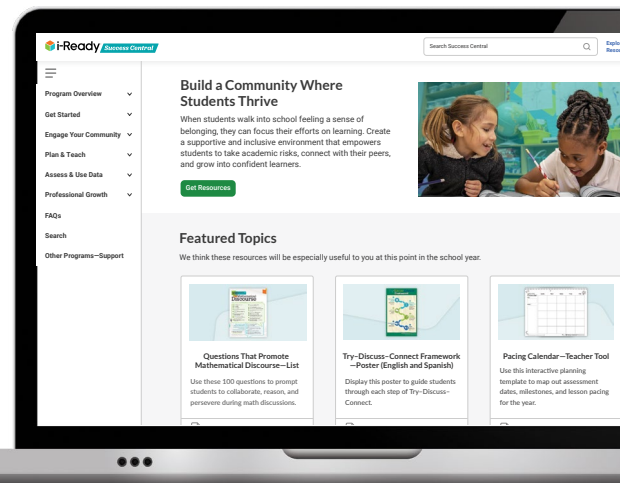 i-Ready Success Central
Search Success Central
Program Overview
Get Started
Engage Your Community
Plan & Teach
Assess & Use Data
Professional Growth
FAQs
Search
Other Programs—Support
Build a Community Where
Students Thrive
When students walk into school feeling a sense of
belonging, they can focus their efforts on learning. Create
a supportive and inclusive environment that empowers
students to take academic risks, connect with their peers,
and grow into confident learners.
Get Resources
Featured Topics
We think these resources will be especially useful to you at this point in the school year.
Discourse
Questions That Promote
Mathematical Discourse—List
Use these 100 questions to prompt
students to collaborate, reason, and
persevere during math discussions.
Try–Discuss–Connect Framework
—Poster (English and Spanish)
Display this poster to guide students
through each step of Try–Discuss–
Connect.
Pacing Calendar—Teacher Tool
Use this interactive planning
template to map out assessment
dates, milestones, and lesson pacing
for the year.